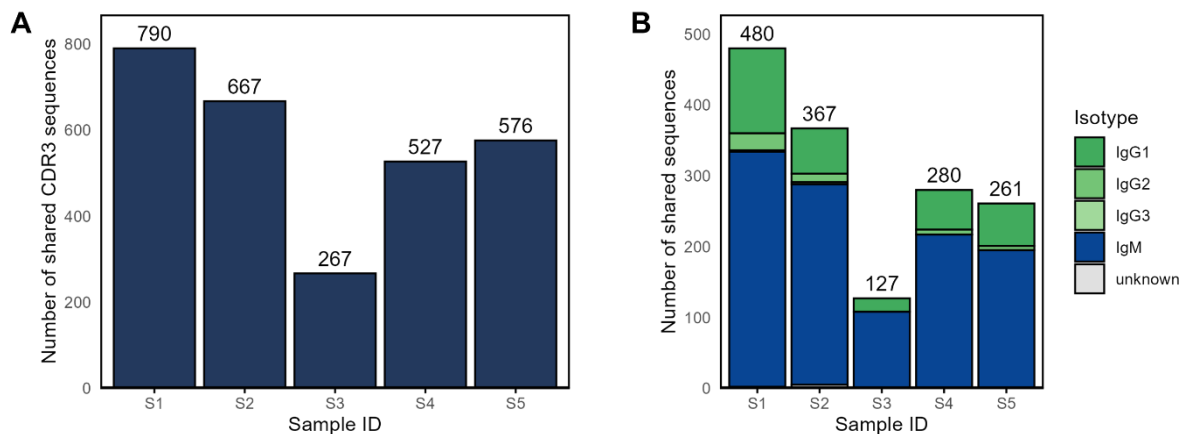 A
Number of shared CDR3 sequences
800
600
400
200
0
790
667
267
527
576
S1 S2 S3 S4 S5
Sample ID
B
Number of shared sequences
500
400
300
200
100
0
480
367
127
280
261
S1 S2 S3 S4 S5
Sample ID
Isotype
IgG1
IgG2
IgG3
IgM
unknown